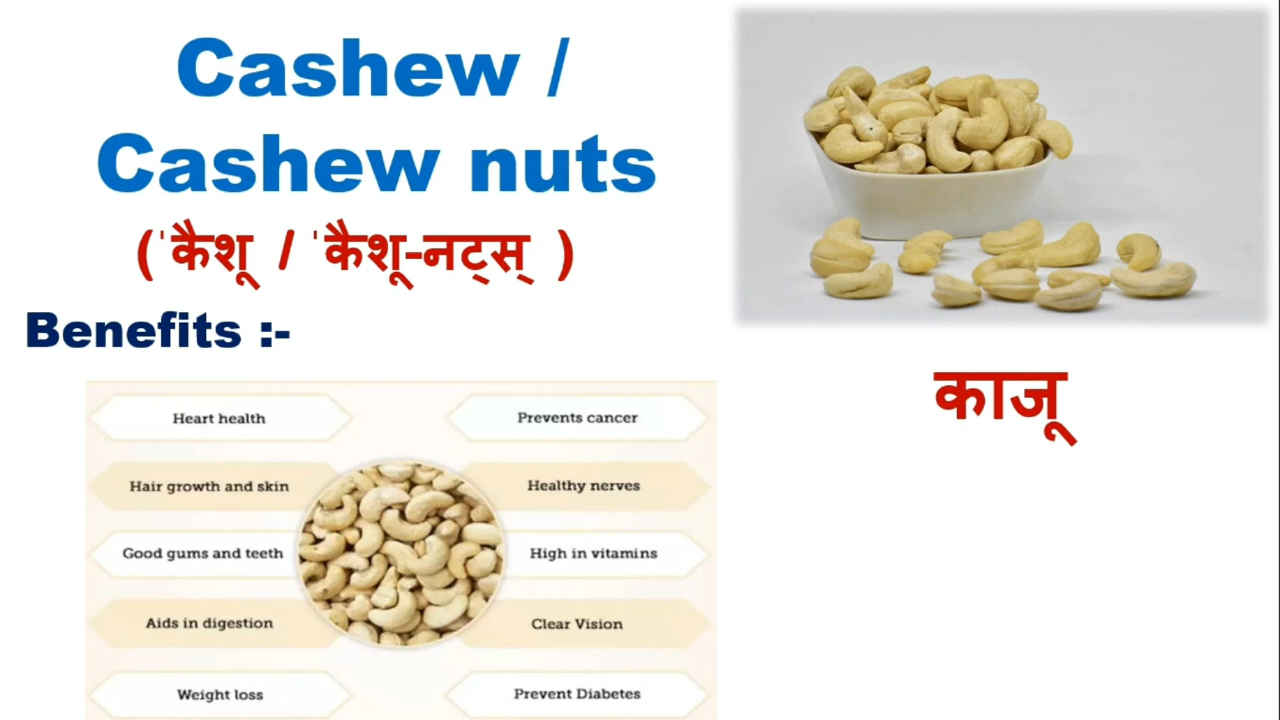 Cashew /
Cashew nuts
(ˈकैशू / ˈकैशू-नट्स् )
Benefits :-
काजू
Heart health
Prevents cancer
Hair growth and skin
Healthy nerves
Good gums and teeth
High in vitamins
Aids in digestion
Clear Vision
Weight loss
Prevent Diabetes